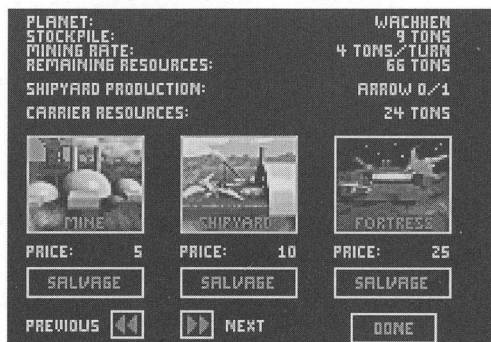 PLANET: WACHHEN
STOCKPILE: 9 TONS
MINING RATE: 4 TONS/TURN
REMAINING RESOURCES: 66 TONS
SHIPYARD PRODUCTION: ARROW 0/1
CARRIER RESOURCES: 24 TONS
MINE SHIPYARD FORTRESS
PRICE: 5 PRICE: 10 PRICE: 25
SALVAGE SALVAGE SALVAGE
PREVIOUS NEXT DONE